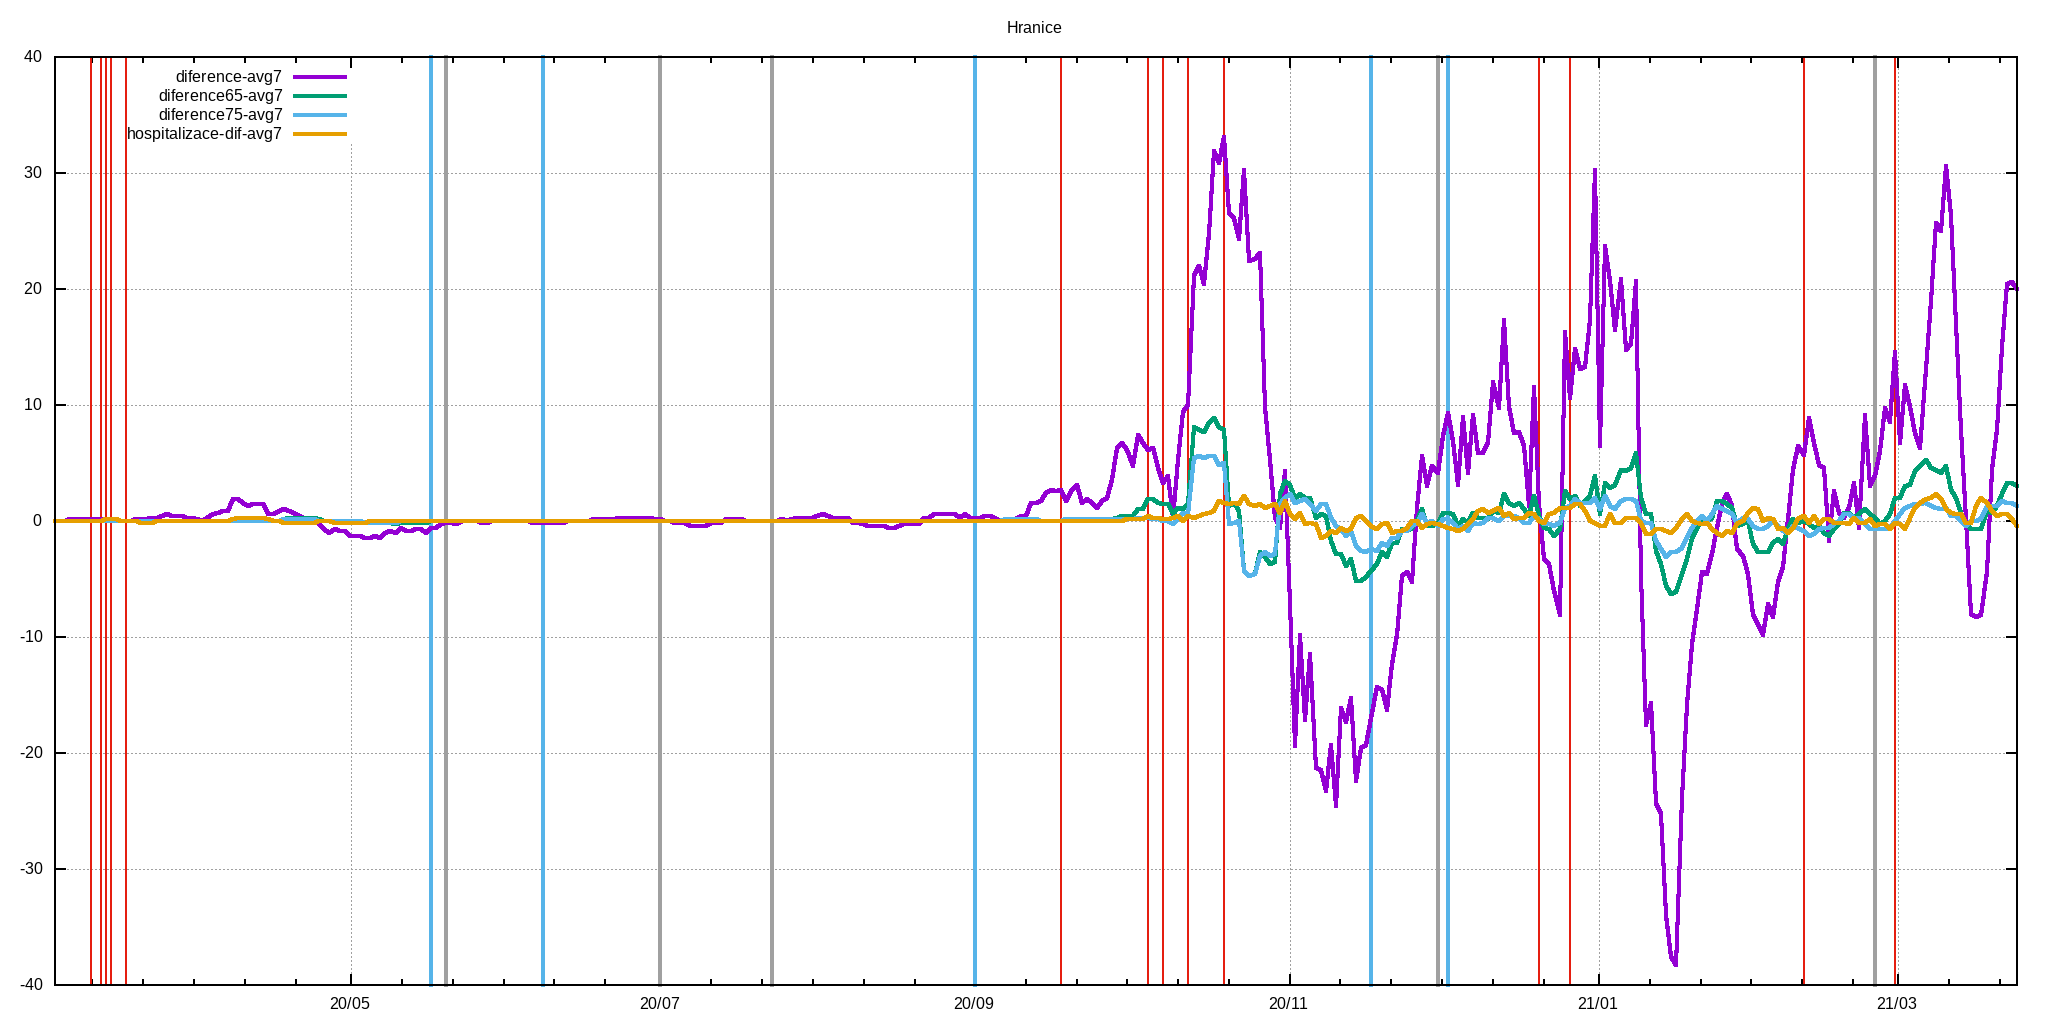 Hranice
40
diference-avg7
diference65-avg7
diference75-avg7
hospitalizace-dif-avg7
30
20
10
0
-10
-20
-30
-40
20/05 20/07 20/09 20/11 21/01 21/03